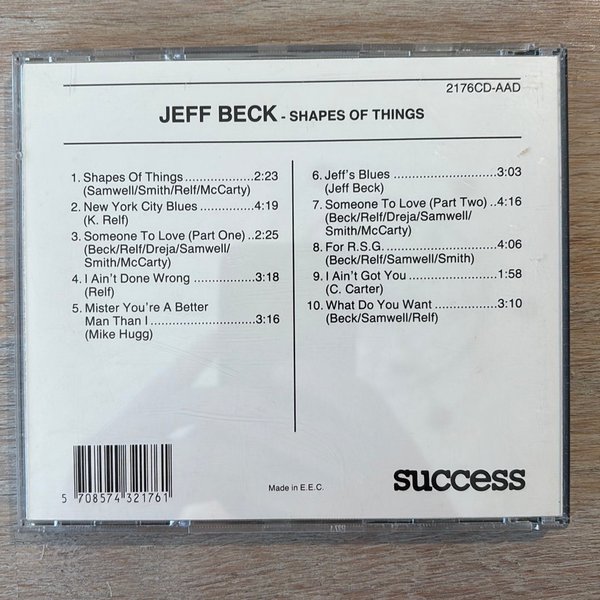 2176CD-AAD
JEFF BECK - SHAPES OF THINGS
1. Shapes Of Things ................. 2:23
(Samwell/Smith/Relf/McCarty)
2. New York City Blues .............. 4:19
(K. Relf)
3. Someone To Love (Part One) .. 2:25
(Beck/Relf/Dreja/Samwell/
Smith/McCarty)
4. I Ain't Done Wrong ................ 3:18
(Relf)
5. Mister You're A Better
Man Than I ........................... 3:16
(Mike Hugg)
6. Jeff's Blues ........................... 3:03
(Jeff Beck)
7. Someone To Love (Part Two) .. 4:16
(Beck/Relf/Dreja/Samwell/
Smith/McCarty)
8. For R.S.G. ............................ 4:06
(Beck/Relf/Samwell/Smith)
9. I Ain't Got You ...................... 1:58
(C. Carter)
10. What Do You Want ................ 3:10
(Beck/Samwell/Relf)
5 708574 321761
Made in E.E.C.
success